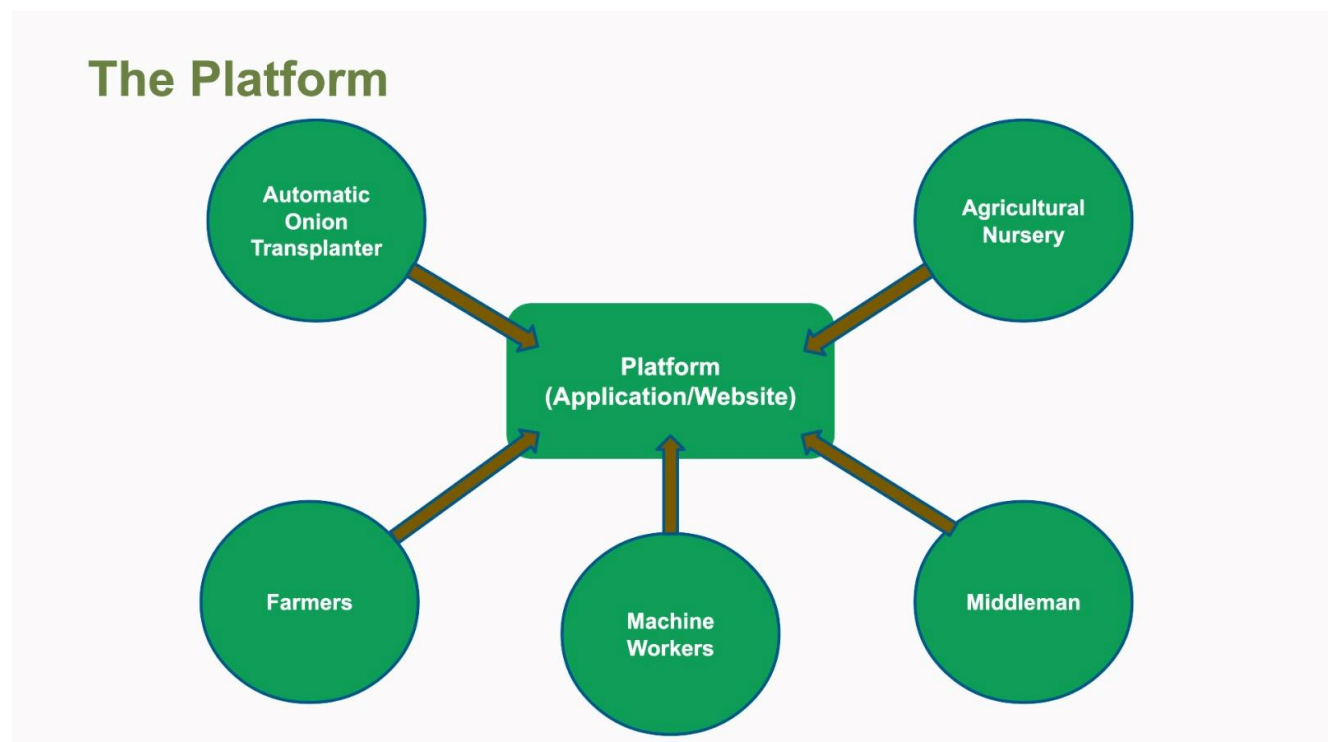 The Platform
Automatic
Onion
Transplanter
Agricultural
Nursery
Platform
(Application/Website)
Farmers
Machine
Workers
Middleman